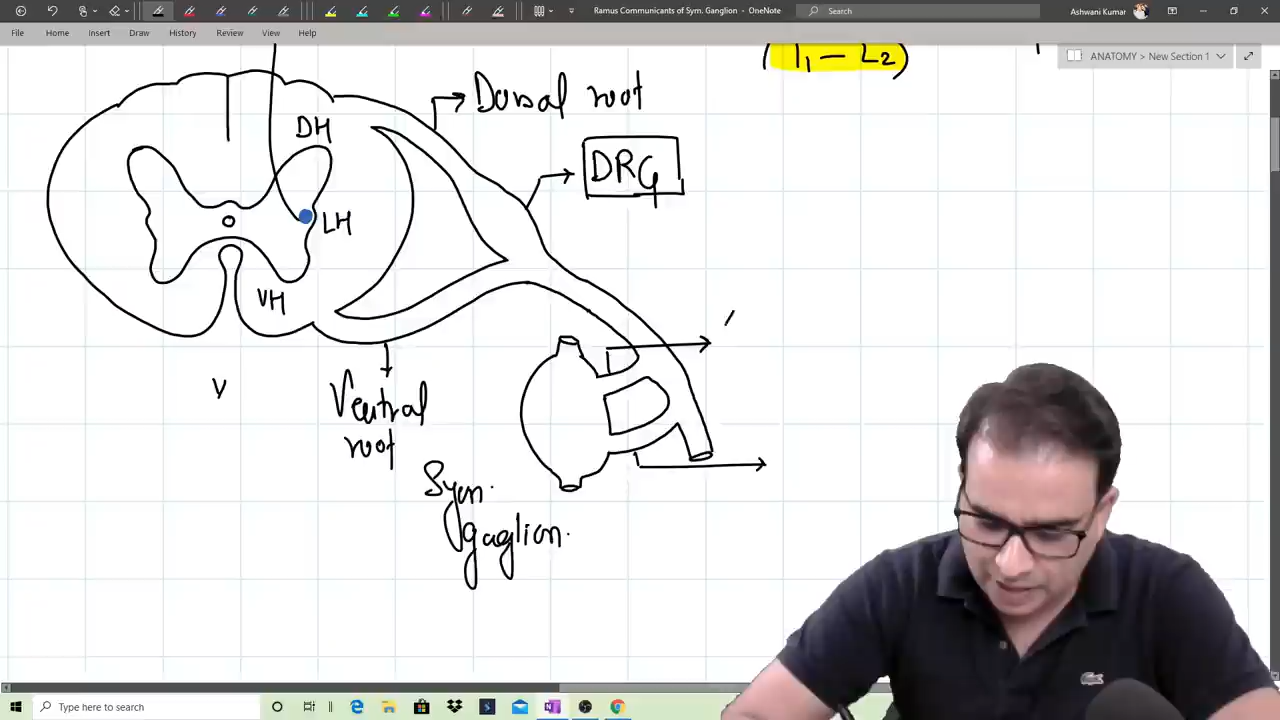 Ramus Communicants of Sym. Ganglion - OneNote
Search
Ashwani Kumar
File Home Insert Draw History Review View Help
ANATOMY > New Section 1
(T1 - L2)
Dorsal root
DRG
DH
LH
VH
V
Ventral
root
Sym.
gaglion.
Type here to search